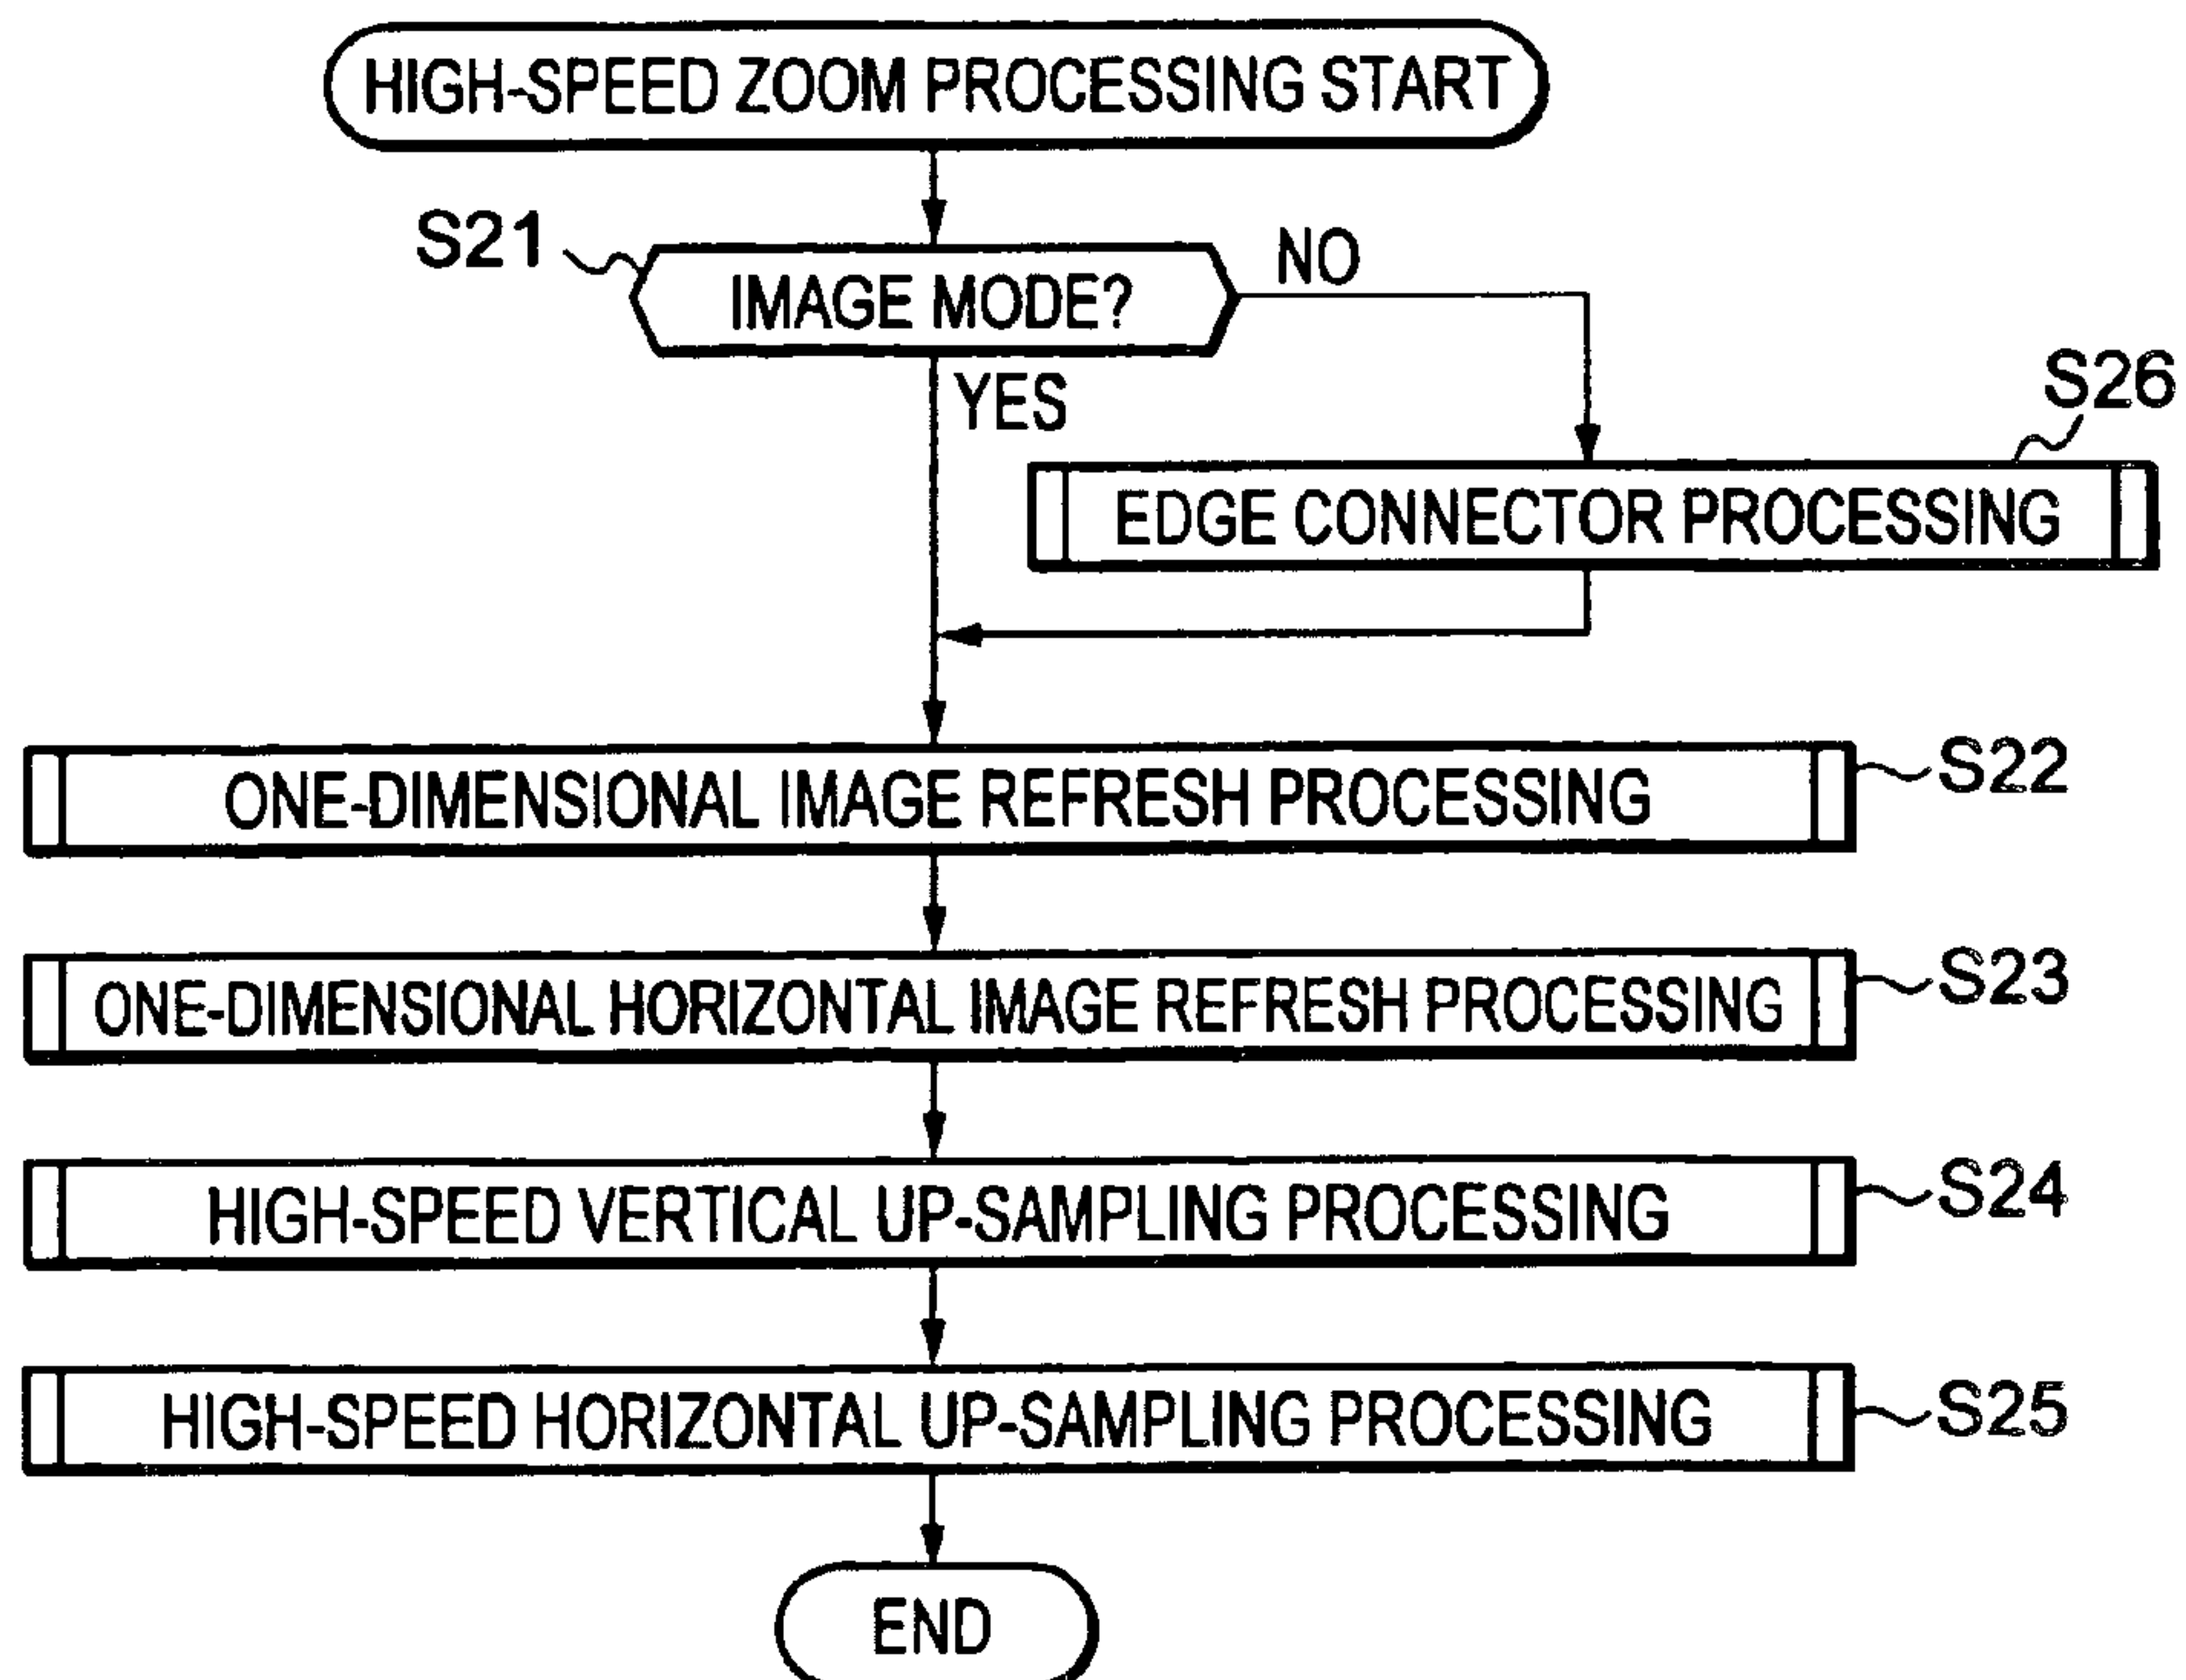 HIGH-SPEED ZOOM PROCESSING START
S21
IMAGE MODE?
NO
YES
S26
EDGE CONNECTOR PROCESSING
ONE-DIMENSIONAL IMAGE REFRESH PROCESSING
S22
ONE-DIMENSIONAL HORIZONTAL IMAGE REFRESH PROCESSING
S23
HIGH-SPEED VERTICAL UP-SAMPLING PROCESSING
S24
HIGH-SPEED HORIZONTAL UP-SAMPLING PROCESSING
S25
END